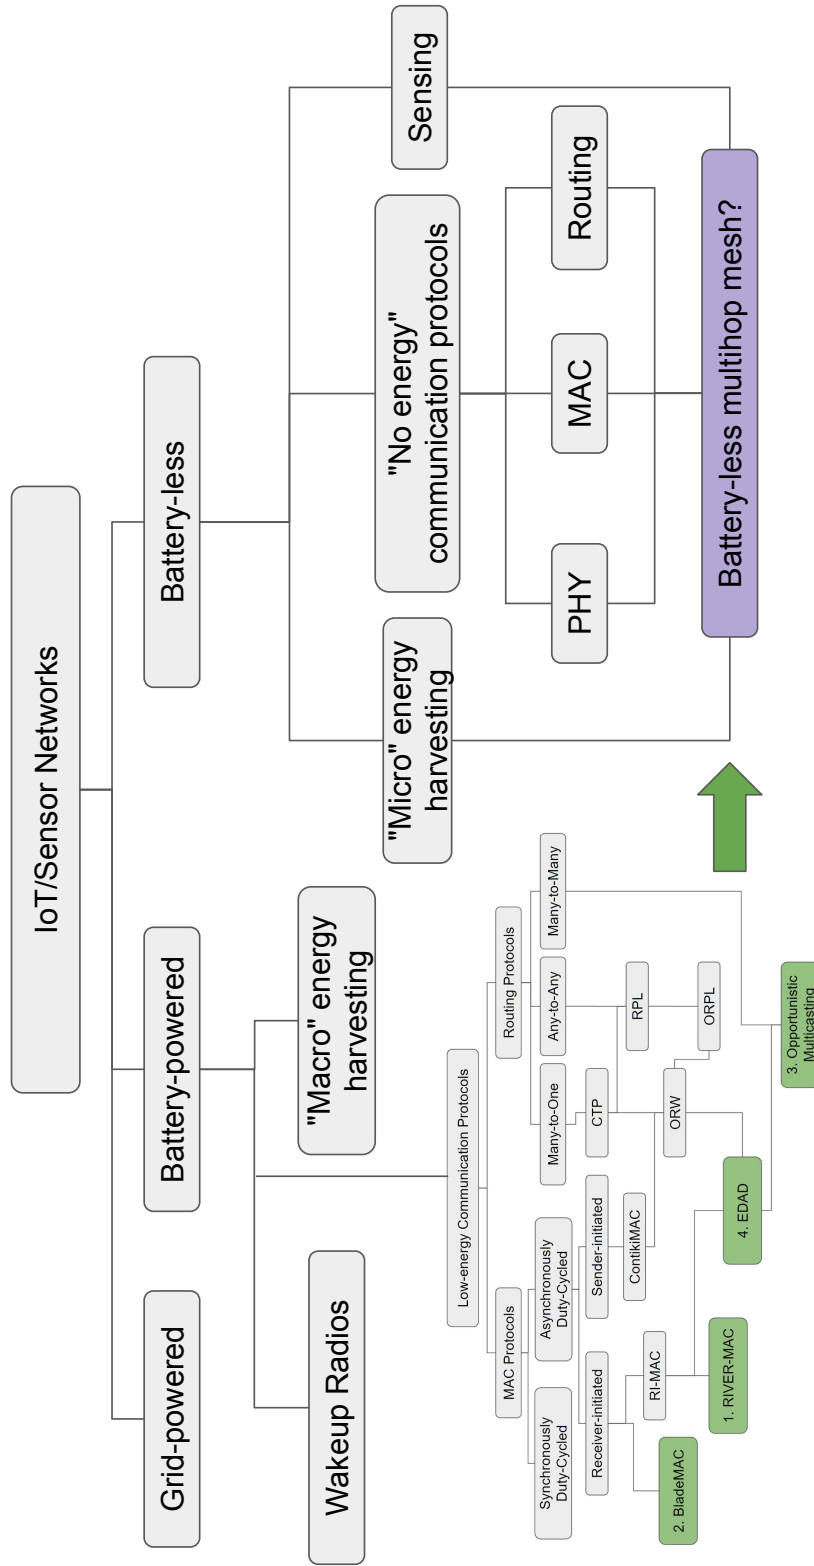 IoT/Sensor Networks
Grid-powered
Battery-powered
Battery-less
Wakeup Radios
"Macro" energy
harvesting
"Micro" energy
harvesting
"No energy"
communication protocols
Sensing
PHY
MAC
Routing
Battery-less multihop mesh?
Low-energy Communication Protocols
MAC Protocols
Routing Protocols
Synchronously
Duty-Cycled
Asynchronously
Duty-Cycled
Many-to-One
Any-to-Any
Many-to-Many
Receiver-initiated
Sender-initiated
CTP
RPL
RI-MAC
ContikiMAC
ORW
ORPL
2. BladeMAC
1. RIVER-MAC
4. EDAD
3. Opportunistic
Multicasting